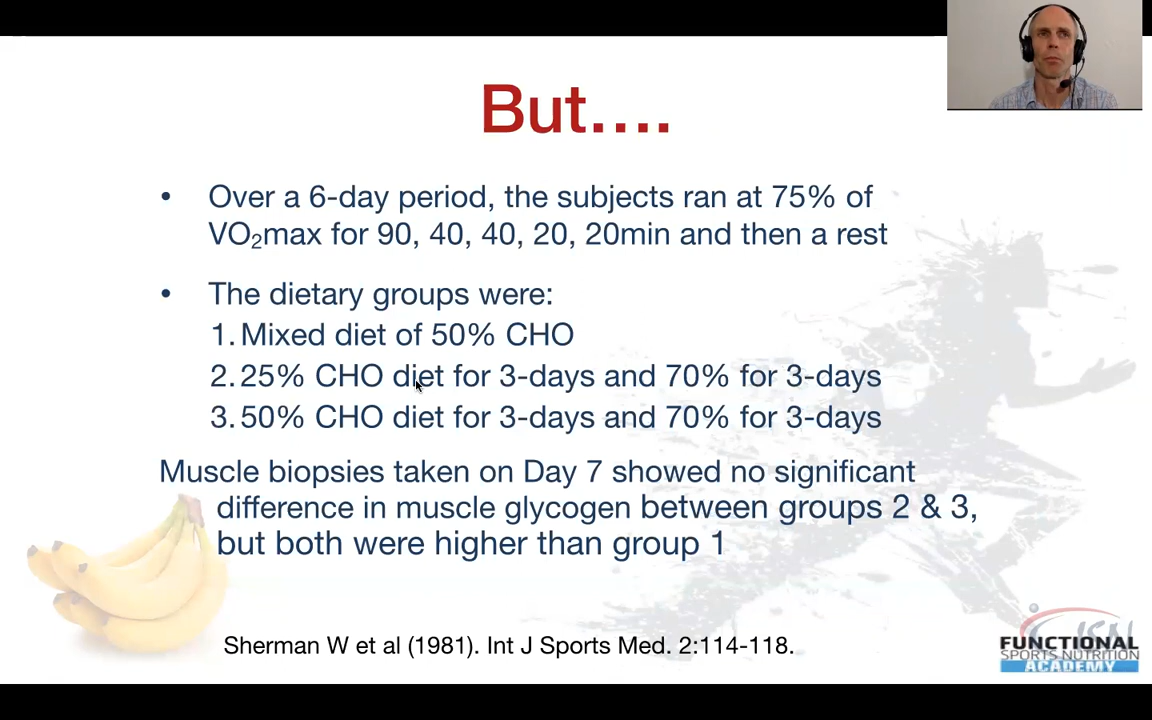 But....
• Over a 6-day period, the subjects ran at 75% of
VO₂max for 90, 40, 40, 20, 20min and then a rest
• The dietary groups were:
1. Mixed diet of 50% CHO
2. 25% CHO diet for 3-days and 70% for 3-days
3. 50% CHO diet for 3-days and 70% for 3-days
Muscle biopsies taken on Day 7 showed no significant
difference in muscle glycogen between groups 2 & 3,
but both were higher than group 1
Sherman W et al (1981). Int J Sports Med. 2:114-118.
FUNCTIONAL
SPORTS NUTRITION
ACADEMY